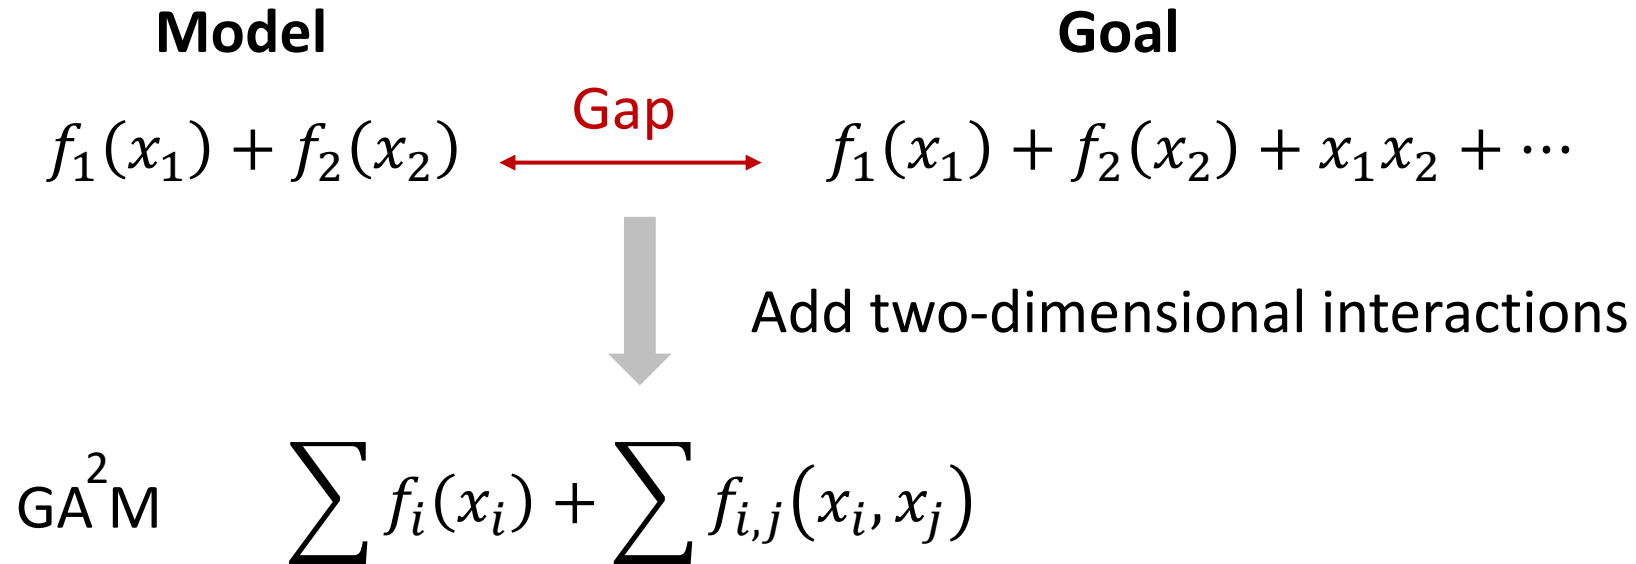 Model Goal
Gap
f₁(x₁) + f₂(x₂) f₁(x₁) + f₂(x₂) + x₁x₂ + ⋯
Add two-dimensional interactions
GA²M ∑ fᵢ(xᵢ) + ∑ fᵢ,ⱼ(xᵢ, xⱼ)